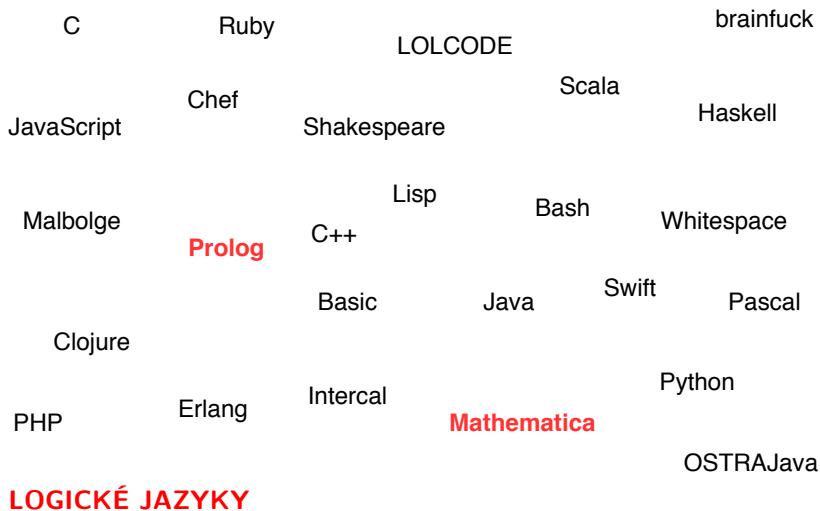 C
Ruby
LOLCODE
brainfuck
Chef
Scala
Haskell
JavaScript
Shakespeare
Lisp
Bash
Malbolge
Whitespace
Prolog
C++
Basic
Java
Swift
Pascal
Clojure
Python
Intercal
Erlang
PHP
Mathematica
OSTRAJava
LOGICKÉ JAZYKY